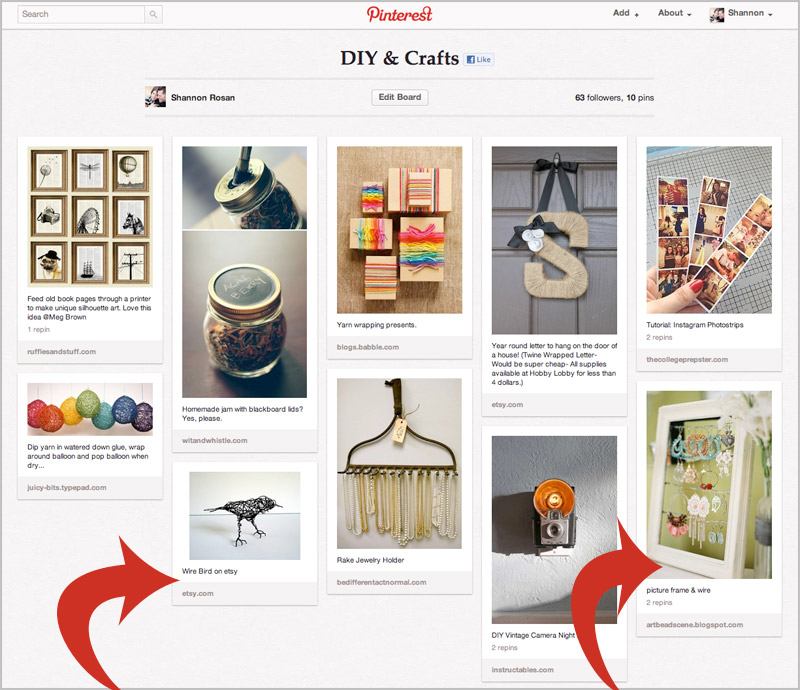 Search
Pinterest
Add +
About
Shannon
DIY & Crafts
Like
Shannon Rosan
Edit Board
63 followers, 10 pins
Feed old book pages through a printer
to make unique silhouette art. Love this
idea @Meg Brown
1 repin
rufflesandstuff.com
Dip yarn in watered down glue, wrap
around balloon and pop balloon when
dry...
juicy-bits.typepad.com
Homemade jam with blackboard lids?
Yes, please.
witandwhistle.com
Wire Bird on etsy
etsy.com
Yarn wrapping presents.
blogs.babble.com
Rake Jewelry Holder
bedifferentactnormal.com
S
Year round letter to hang on the door of
a house! (Twine Wrapped Letter-
Would be super cheap- All supplies
available at Hobby Lobby for less than
4 dollars.)
etsy.com
DIY Vintage Camera Night
2 repins
instructables.com
Tutorial: Instagram Photostrips
2 repins
thecollegeprepster.com
picture frame & wire
2 repins
artbeadscene.blogspot.com